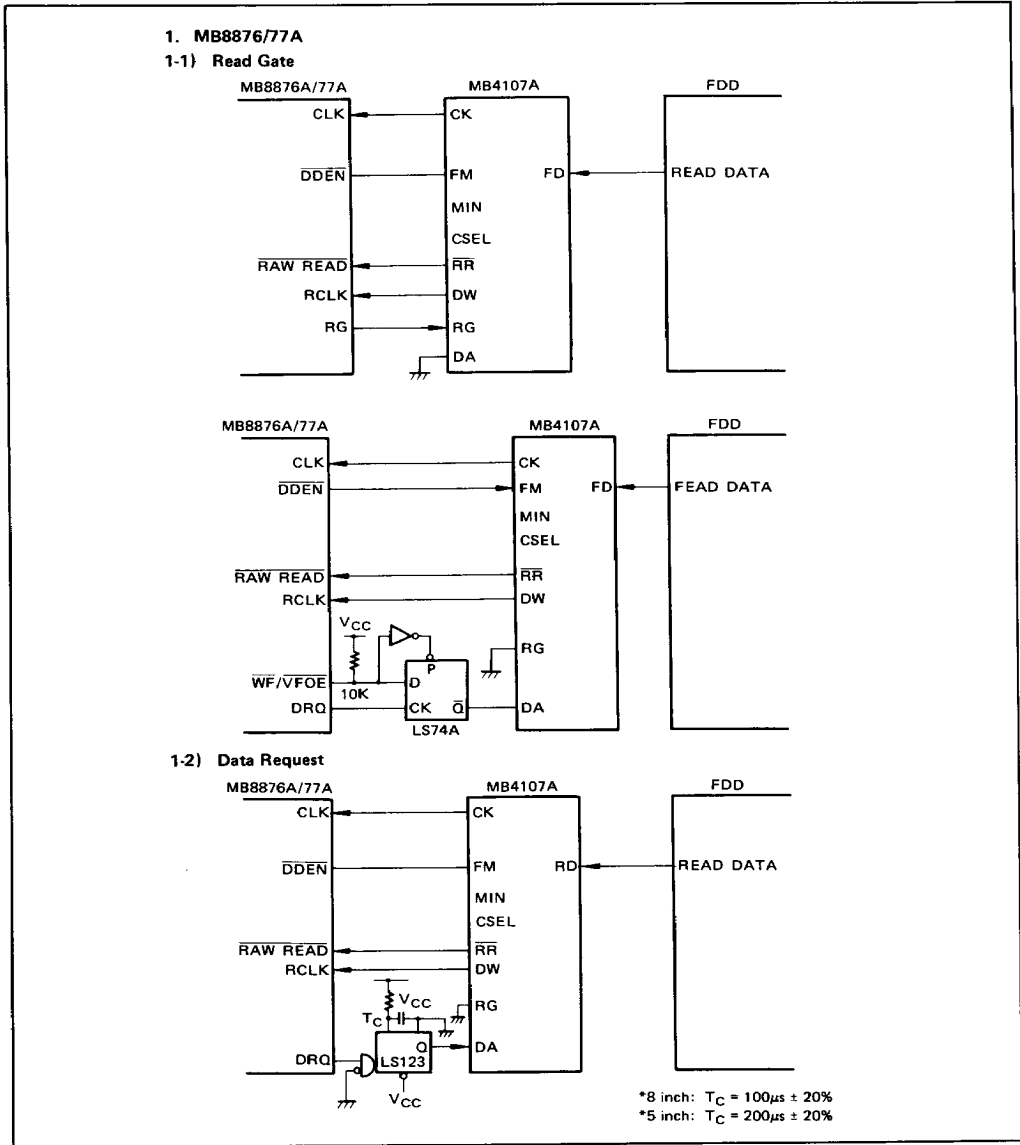 1. MB8876/77A
1-1) Read Gate
MB8876A/77A MB4107A FDD
CLK CK
DDEN FM FD READ DATA
MIN
CSEL
RAW READ RR
RCLK DW
RG RG
DA
MB8876A/77A MB4107A FDD
CLK CK
DDEN FM FD FEAD DATA
MIN
CSEL
RAW READ RR
RCLK DW
VCC
RG
P
WF/VFOE 10K D
DRQ CK Q DA
LS74A
1-2) Data Request
MB8876A/77A MB4107A FDD
CLK CK
DDEN FM RD READ DATA
MIN
CSEL
RAW READ RR
RCLK DW
VCC RG
TC
Q DA
DRQ LS123
VCC
*8 inch: TC = 100µs ± 20%
*5 inch: TC = 200µs ± 20%